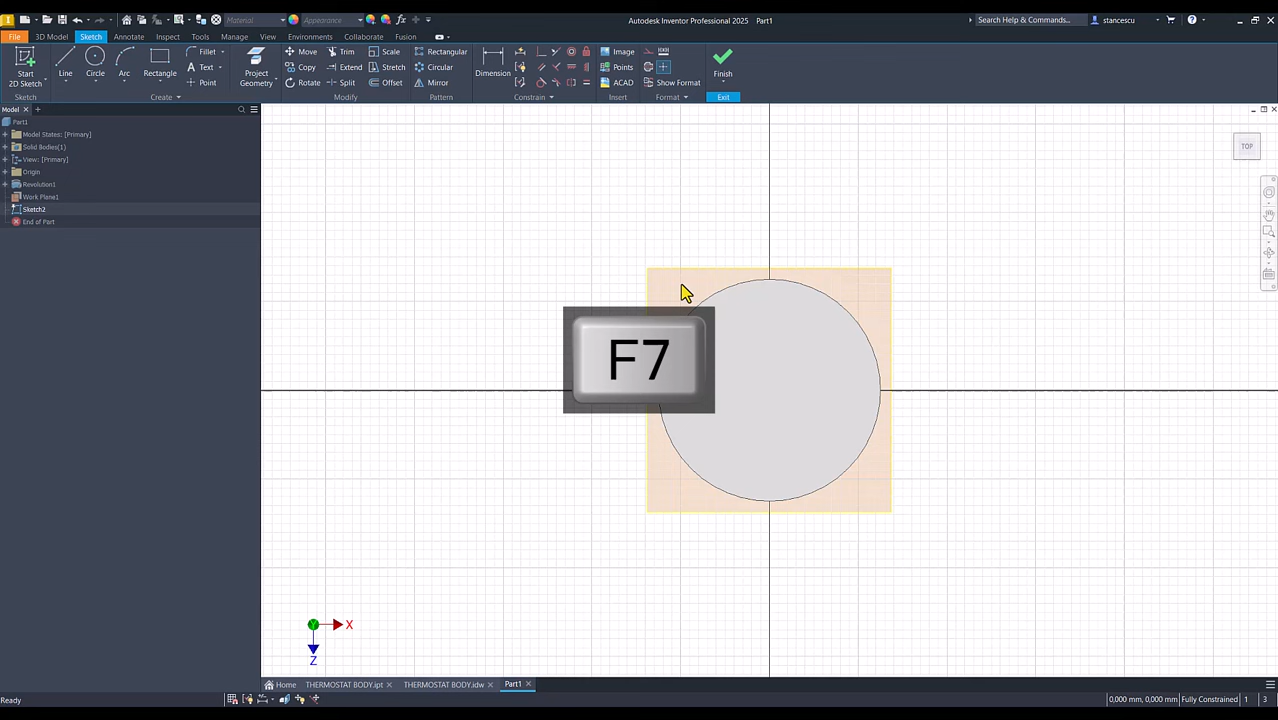 Material
Appearance
Autodesk Inventor Professional 2025 Part1
Search Help & Commands...
stancescu
File
3D Model
Sketch
Annotate
Inspect
Tools
Manage
View
Environments
Collaborate
Fusion
Start
2D Sketch
Line
Circle
Arc
Rectangle
Fillet
Text
Point
Project
Geometry
Move
Copy
Rotate
Trim
Extend
Split
Scale
Stretch
Offset
Rectangular
Circular
Mirror
Dimension
Image
Points
ACAD
Show Format
Finish
Sketch
Create
Modify
Pattern
Constrain
Insert
Format
Exit
Model
Part1
Model States: [Primary]
Solid Bodies(1)
View: [Primary]
Origin
Revolution1
Work Plane1
Sketch2
End of Part
TOP
F7
X
Y
Z
Home
THERMOSTAT BODY.ipt
THERMOSTAT BODY.idw
Part1
Ready
0,000 mm, 0,000 mm
Fully Constrained
1
3